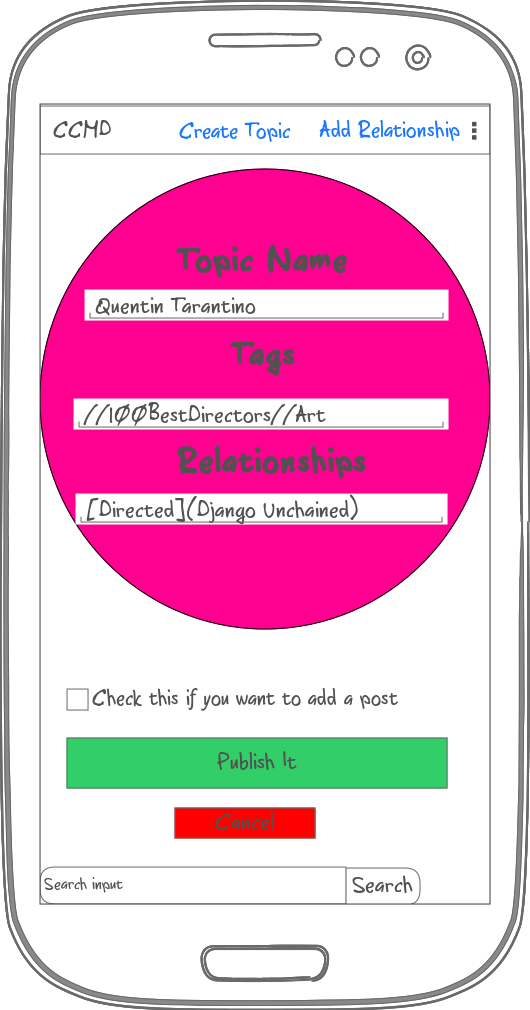 CCMD Create Topic Add Relationship
Topic Name
Quentin Tarantino
Tags
//100BestDirectors//Art
Relationships
[Directed](Django Unchained)
Check this if you want to add a post
Publish It
Cancel
Search input Search